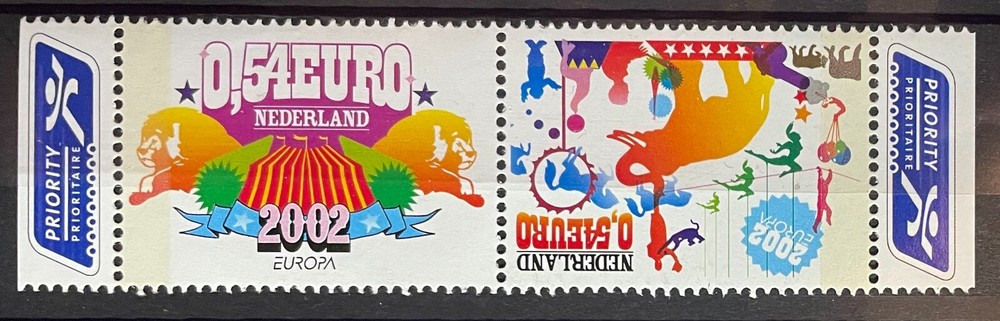 PRIORITY
PRIORITAIRE
0,54EURO
NEDERLAND
2002
EUROPA
NEDERLAND
0,54EURO
2002
EUROPA
PRIORITY
PRIORITAIRE